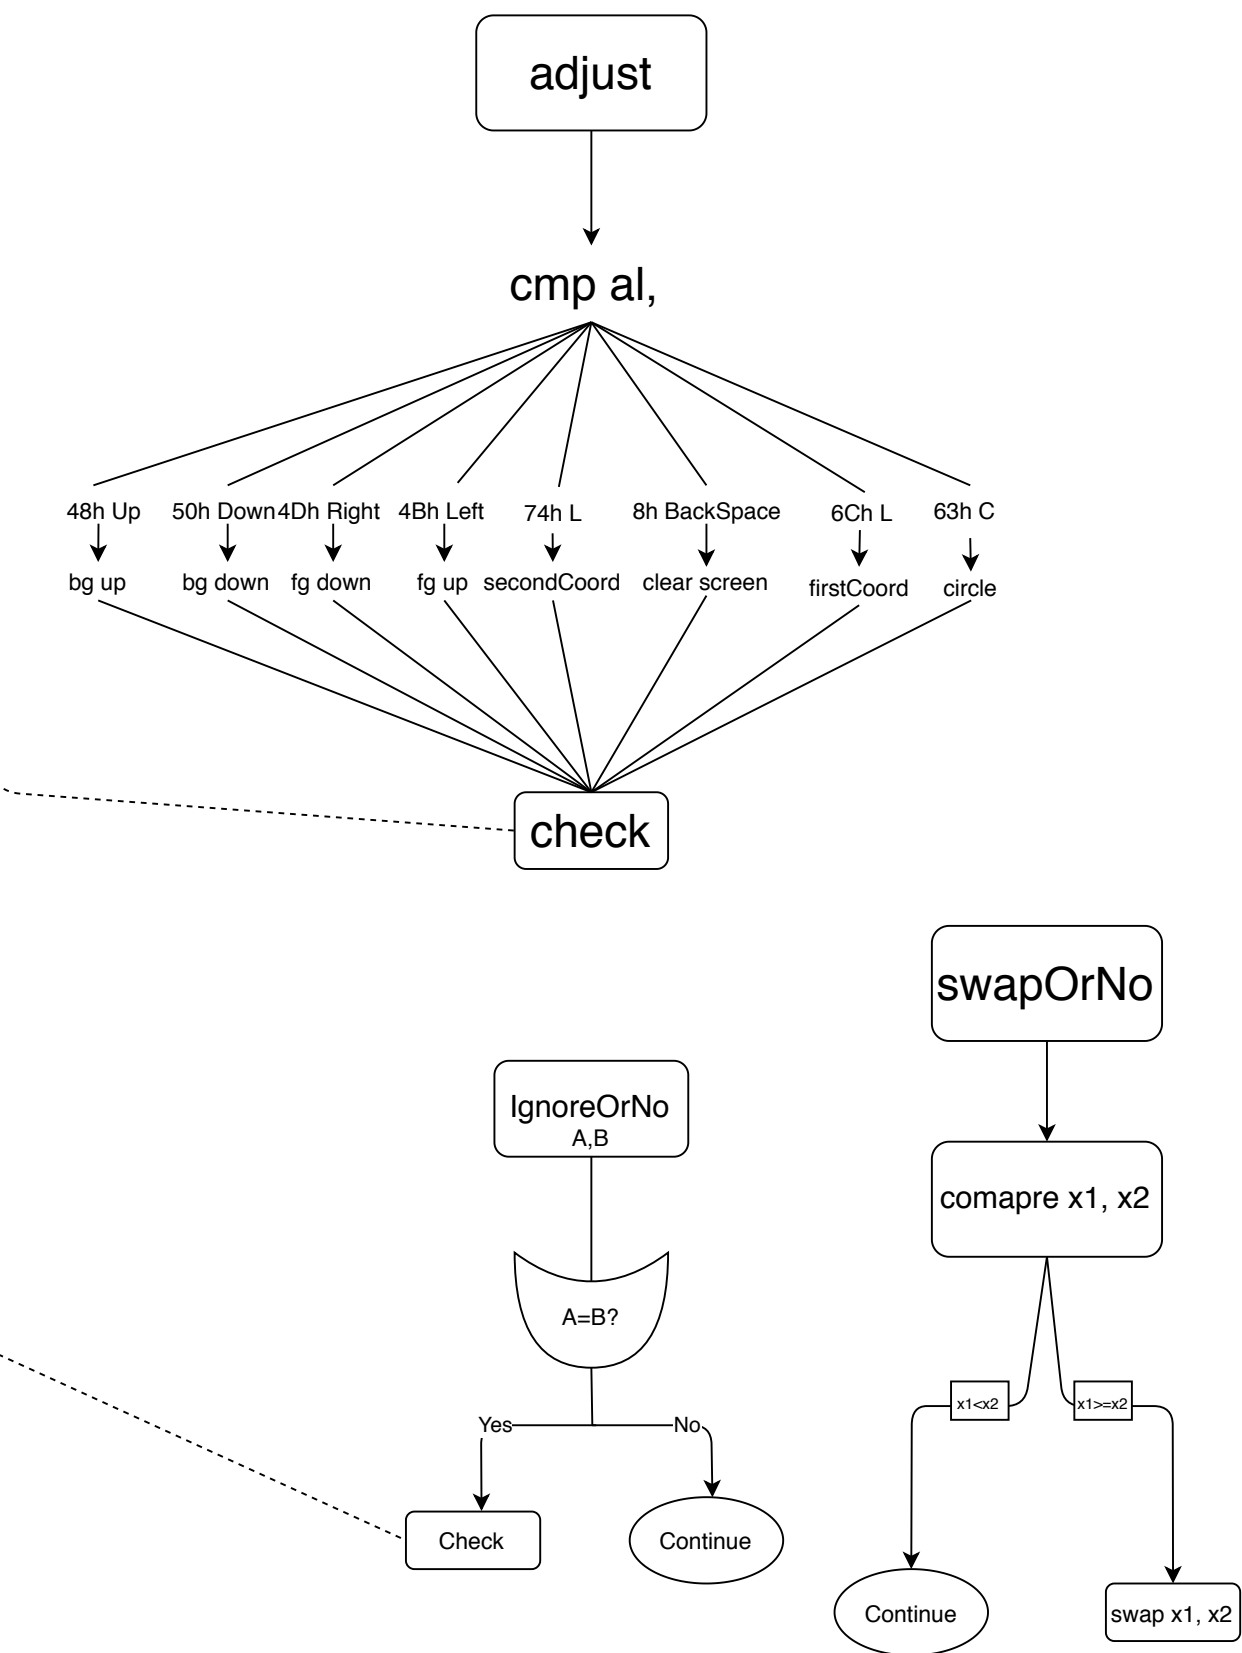 adjust
cmp al,
48h Up
50h Down
4Dh Right
4Bh Left
74h L
8h BackSpace
6Ch L
63h C
bg up
bg down
fg down
fg up
secondCoord
clear screen
firstCoord
circle
check
swapOrNo
IgnoreOrNo
A,B
comapre x1, x2
A=B?
x1<x2
x1>=x2
Yes
No
Check
Continue
Continue
swap x1, x2